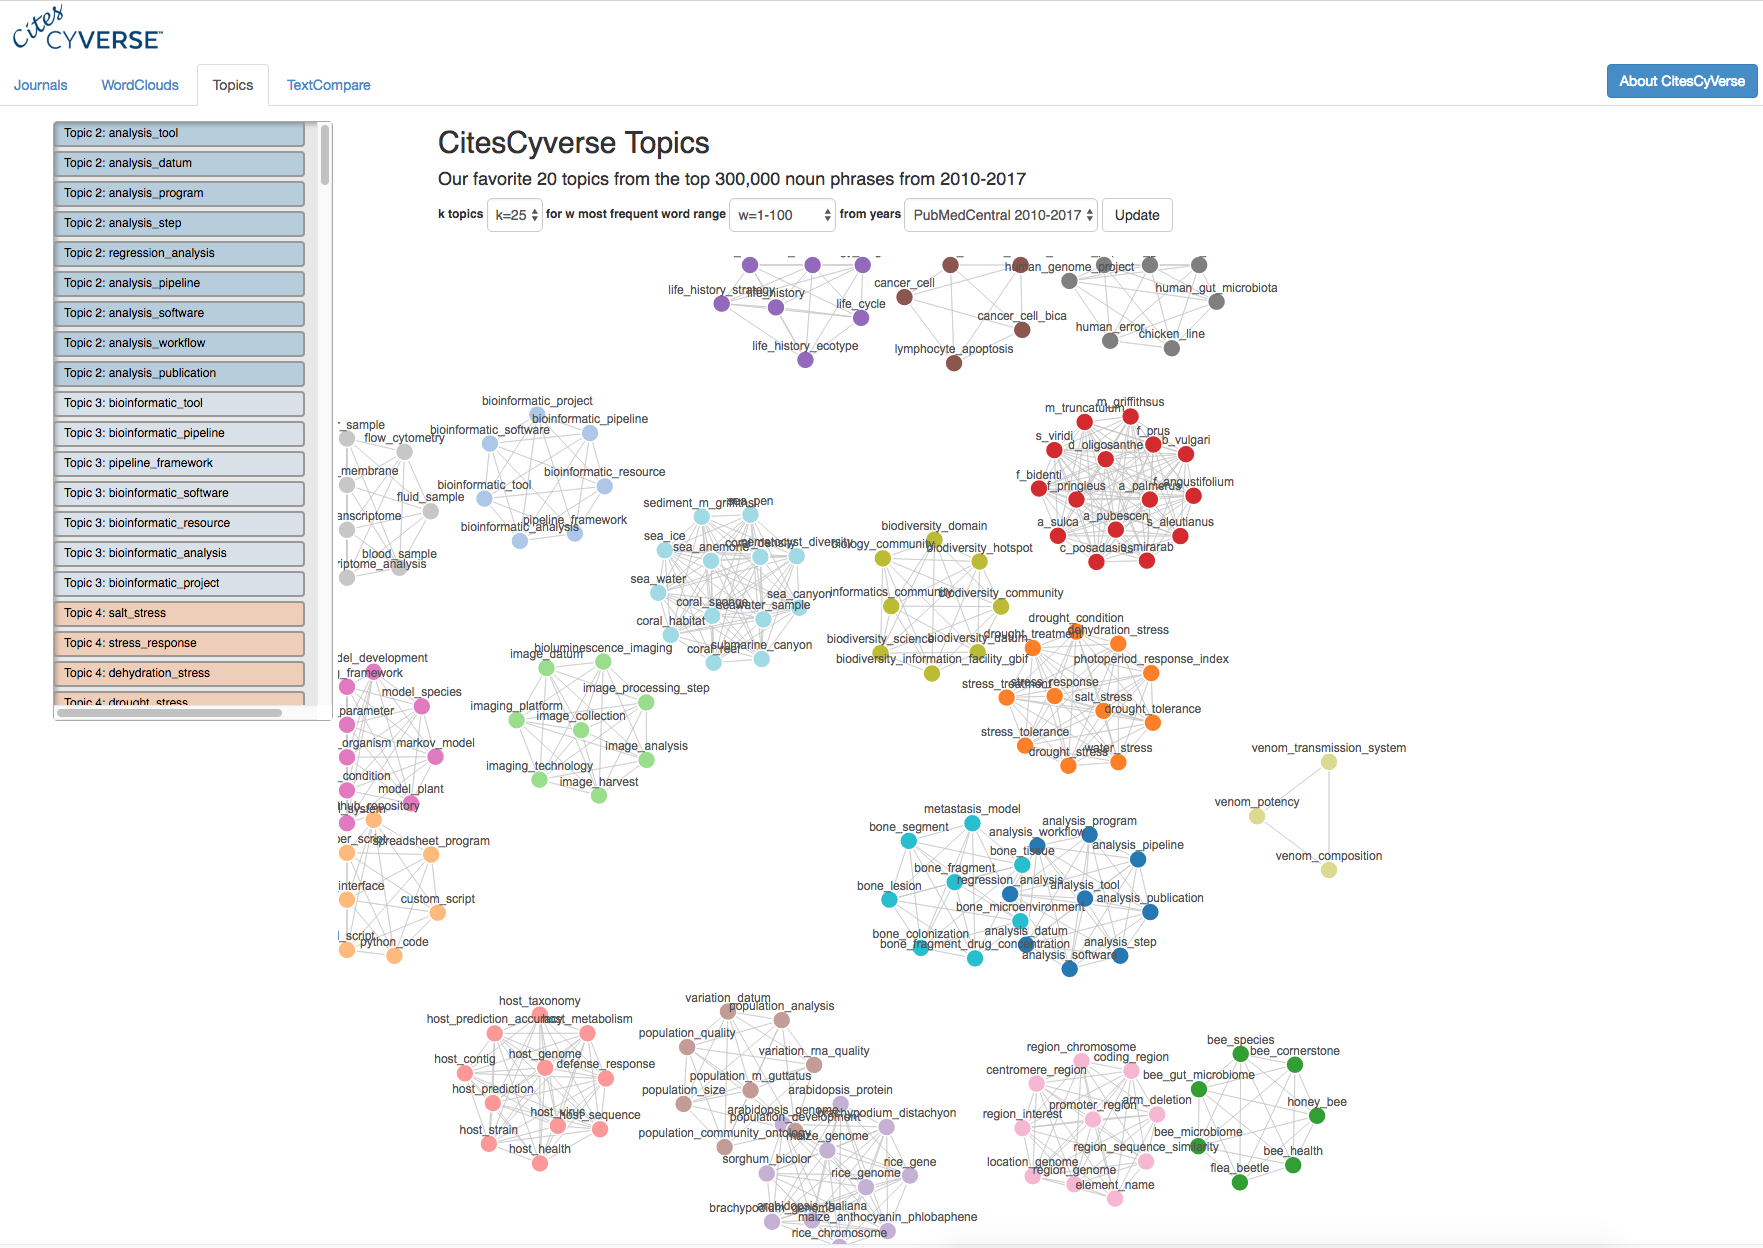 Cites
CYVERSE™
Journals
WordClouds
Topics
TextCompare
About CitesCyVerse
Topic 2: analysis_tool
Topic 2: analysis_datum
Topic 2: analysis_program
Topic 2: analysis_step
Topic 2: regression_analysis
Topic 2: analysis_pipeline
Topic 2: analysis_software
Topic 2: analysis_workflow
Topic 2: analysis_publication
Topic 3: bioinformatic_tool
Topic 3: bioinformatic_pipeline
Topic 3: pipeline_framework
Topic 3: bioinformatic_software
Topic 3: bioinformatic_resource
Topic 3: bioinformatic_analysis
Topic 3: bioinformatic_project
Topic 4: salt_stress
Topic 4: stress_response
Topic 4: dehydration_stress
Topic 4: drought_stress
CitesCyverse Topics
Our favorite 20 topics from the top 300,000 noun phrases from 2010-2017
k topics k=25 for w most frequent word range w=1-100 from years PubMedCentral 2010-2017 Update
life_history_strategy
life_history
life_cycle
life_history_ecotype
cancer_cell
cancer_cell_bica
lymphocyte_apoptosis
human_genome_project
human_gut_microbiota
human_error
chicken_line
_sample
flow_cytometry
_membrane
fluid_sample
anscriptome
blood_sample
riptome_analysis
bioinformatic_project
bioinformatic_pipeline
bioinformatic_software
bioinformatic_resource
bioinformatic_tool
pipeline_framework
bioinformatic_analysis
sea_pen
sea_ice
sea_anemone
nematocyst_diversity
sea_water
sea_canyon
coral_sponge
seawater_sample
coral_habitat
submarine_canyon
coral_reef
biodiversity_domain
biology_community
biodiversity_hotspot
informatics_community
biodiversity_community
biodiversity_science
biodiversity_datum
biodiversity_information_facility_gbif
m_griffithsus
m_truncatulum
f_prus
s_viridi
d_oligosanthe
b_vulgari
f_bidenti
f_angustifolium
f_pringleus
a_palmerus
a_pubescen
a_sulca
s_aleutianus
c_posadasis
smirarab
drought_condition
dehydration_stress
drought_treatment
photoperiod_response_index
stress_response
stress_treatment
salt_stress
drought_tolerance
stress_tolerance
water_stress
drought_stress
del_development
_framework
model_species
parameter
_organism
markov_model
_condition
model_plant
bioluminescence_imaging
image_datum
image_processing_step
imaging_platform
image_collection
image_analysis
imaging_technology
image_harvest
thub_repository
spreadsheet_program
interface
custom_script
python_code
metastasis_model
bone_segment
bone_tissue
bone_fragment
bone_lesion
bone_microenvironment
bone_colonization
bone_fragment_drug_concentration
analysis_program
analysis_workflow
analysis_pipeline
regression_analysis
analysis_tool
analysis_publication
analysis_datum
analysis_step
analysis_software
venom_transmission_system
venom_potency
venom_composition
host_taxonomy
host_prediction_accuracy
host_metabolism
host_contig
host_genome
defense_response
host_prediction
host_virus
host_sequence
host_strain
host_health
variation_datum
population_analysis
population_quality
variation_rna_quality
population_m_guttatus
population_size
population_development
population_community_ontology
arabidopsis_protein
arabidopsis_genome
brachypodium_distachyon
maize_genome
sorghum_bicolor
rice_gene
rice_genome
arabidopsis_thaliana
brachypodium_genome
maize_anthocyanin_phlobaphene
rice_chromosome
region_chromosome
coding_region
centromere_region
arm_deletion
promoter_region
region_interest
region_sequence_similarity
location_genome
region_genome
element_name
bee_species
bee_cornerstone
bee_gut_microbiome
honey_bee
bee_microbiome
bee_health
flea_beetle